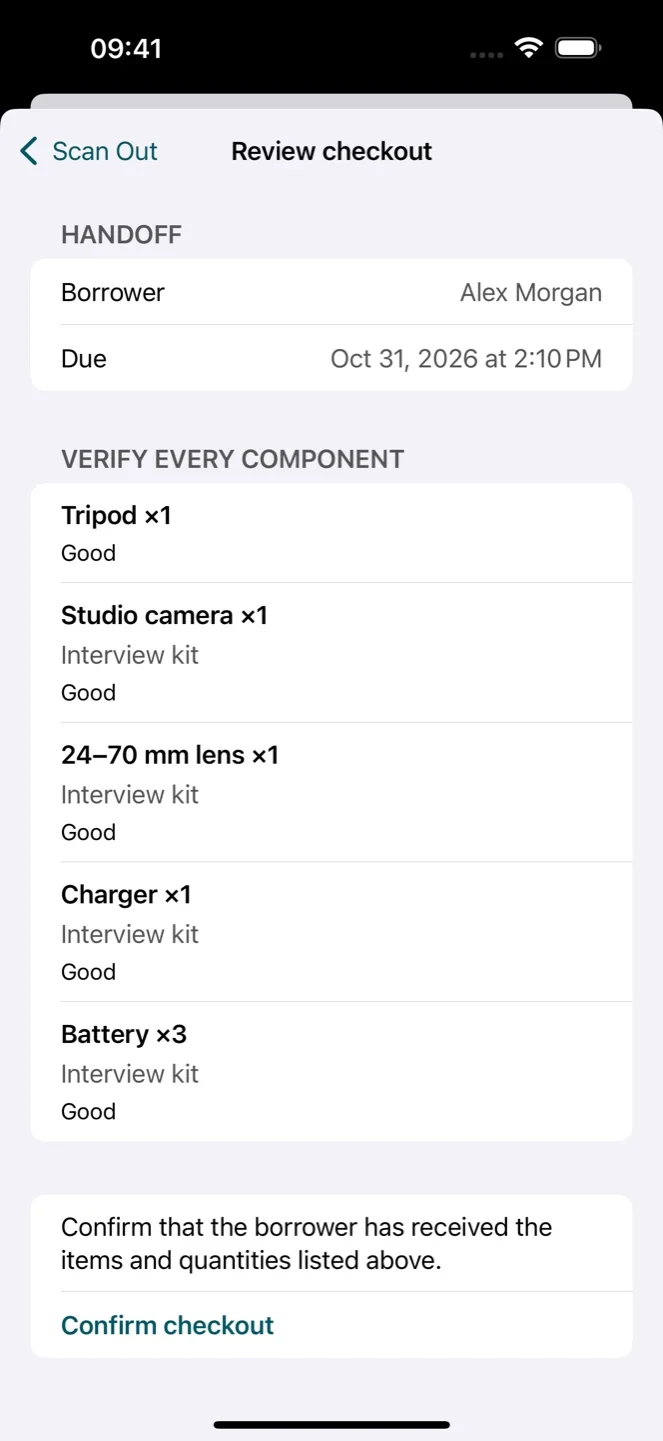 09:41
Scan Out
Review checkout
HANDOFF
Borrower
Alex Morgan
Due
Oct 31, 2026 at 2:10 PM
VERIFY EVERY COMPONENT
Tripod ×1
Good
Studio camera ×1
Interview kit
Good
24–70 mm lens ×1
Interview kit
Good
Charger ×1
Interview kit
Good
Battery ×3
Interview kit
Good
Confirm that the borrower has received the
items and quantities listed above.
Confirm checkout